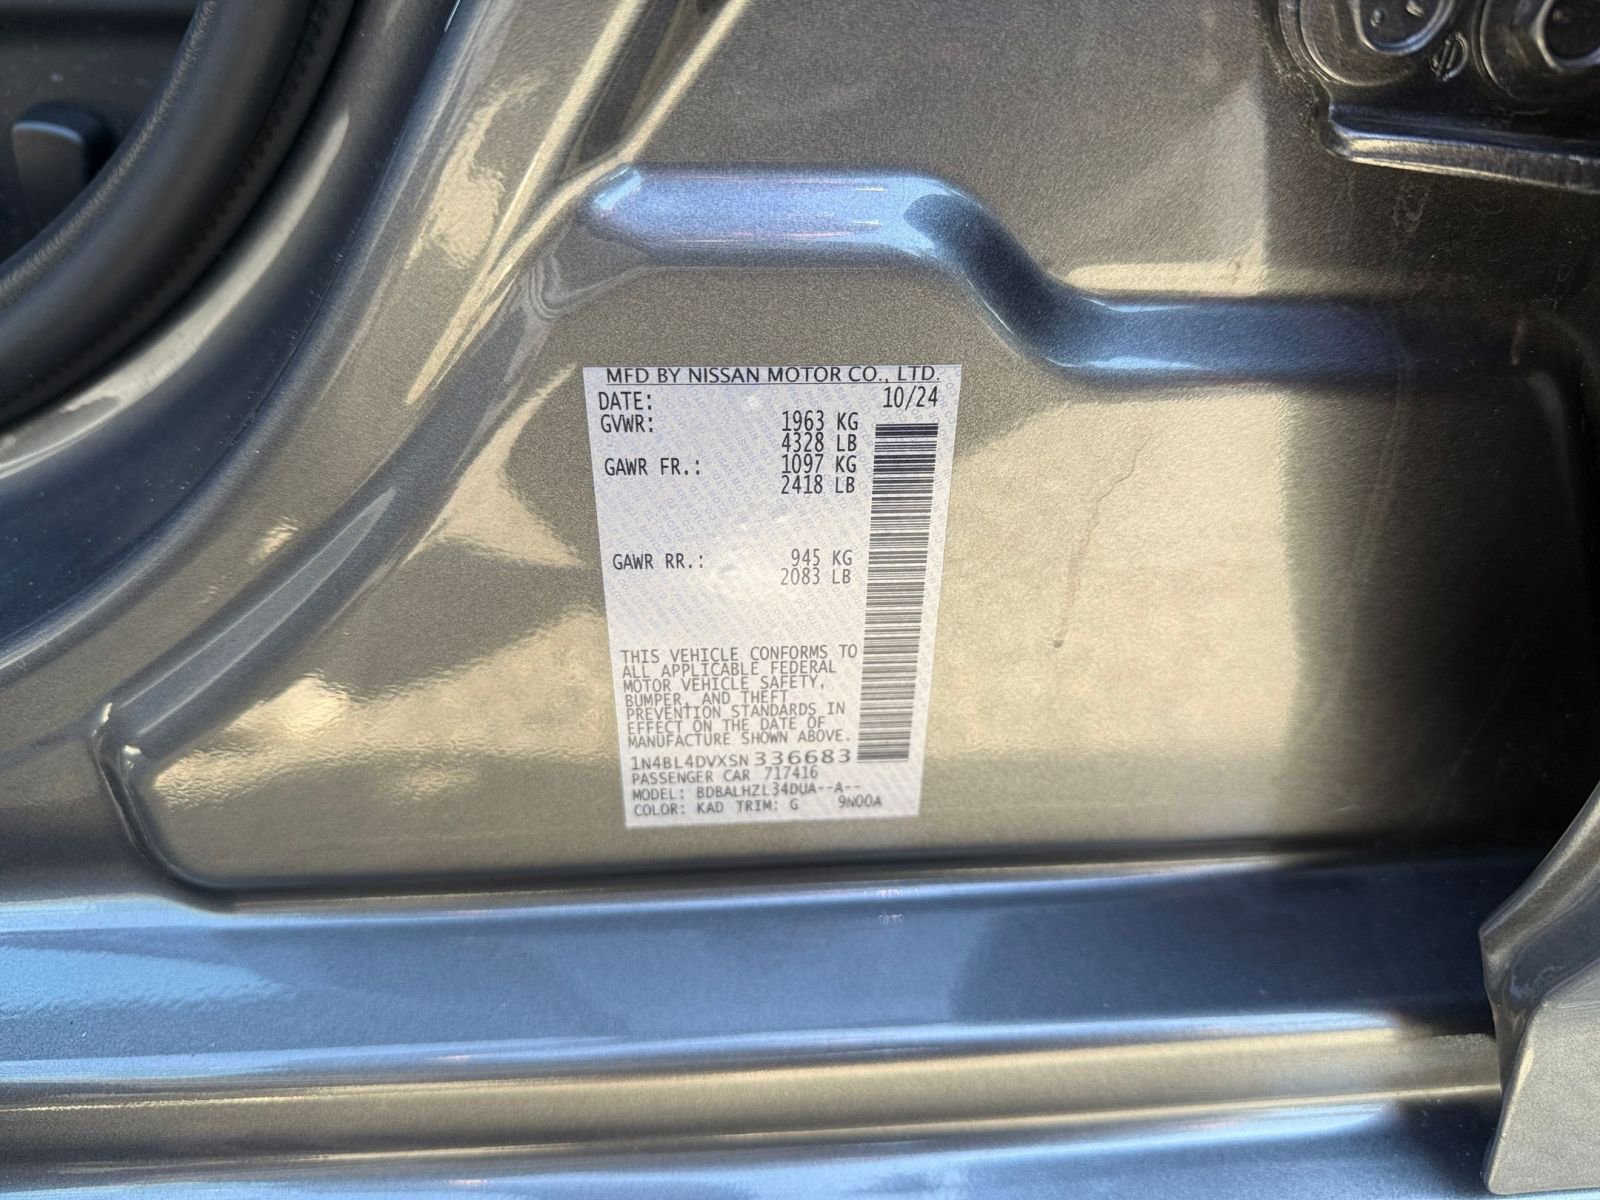 MFD BY NISSAN MOTOR CO., LTD.
DATE: 10/24
GVWR: 1963 KG
4328 LB
GAWR FR.: 1097 KG
2418 LB
GAWR RR.: 945 KG
2083 LB
THIS VEHICLE CONFORMS TO
ALL APPLICABLE FEDERAL
MOTOR VEHICLE SAFETY,
BUMPER, AND THEFT
PREVENTION STANDARDS IN
EFFECT ON THE DATE OF
MANUFACTURE SHOWN ABOVE.
1N4BL4DVXSN336683
PASSENGER CAR 717416
MODEL: BDBALHZL34DUA--A--
COLOR: KAD TRIM: G 9N00A